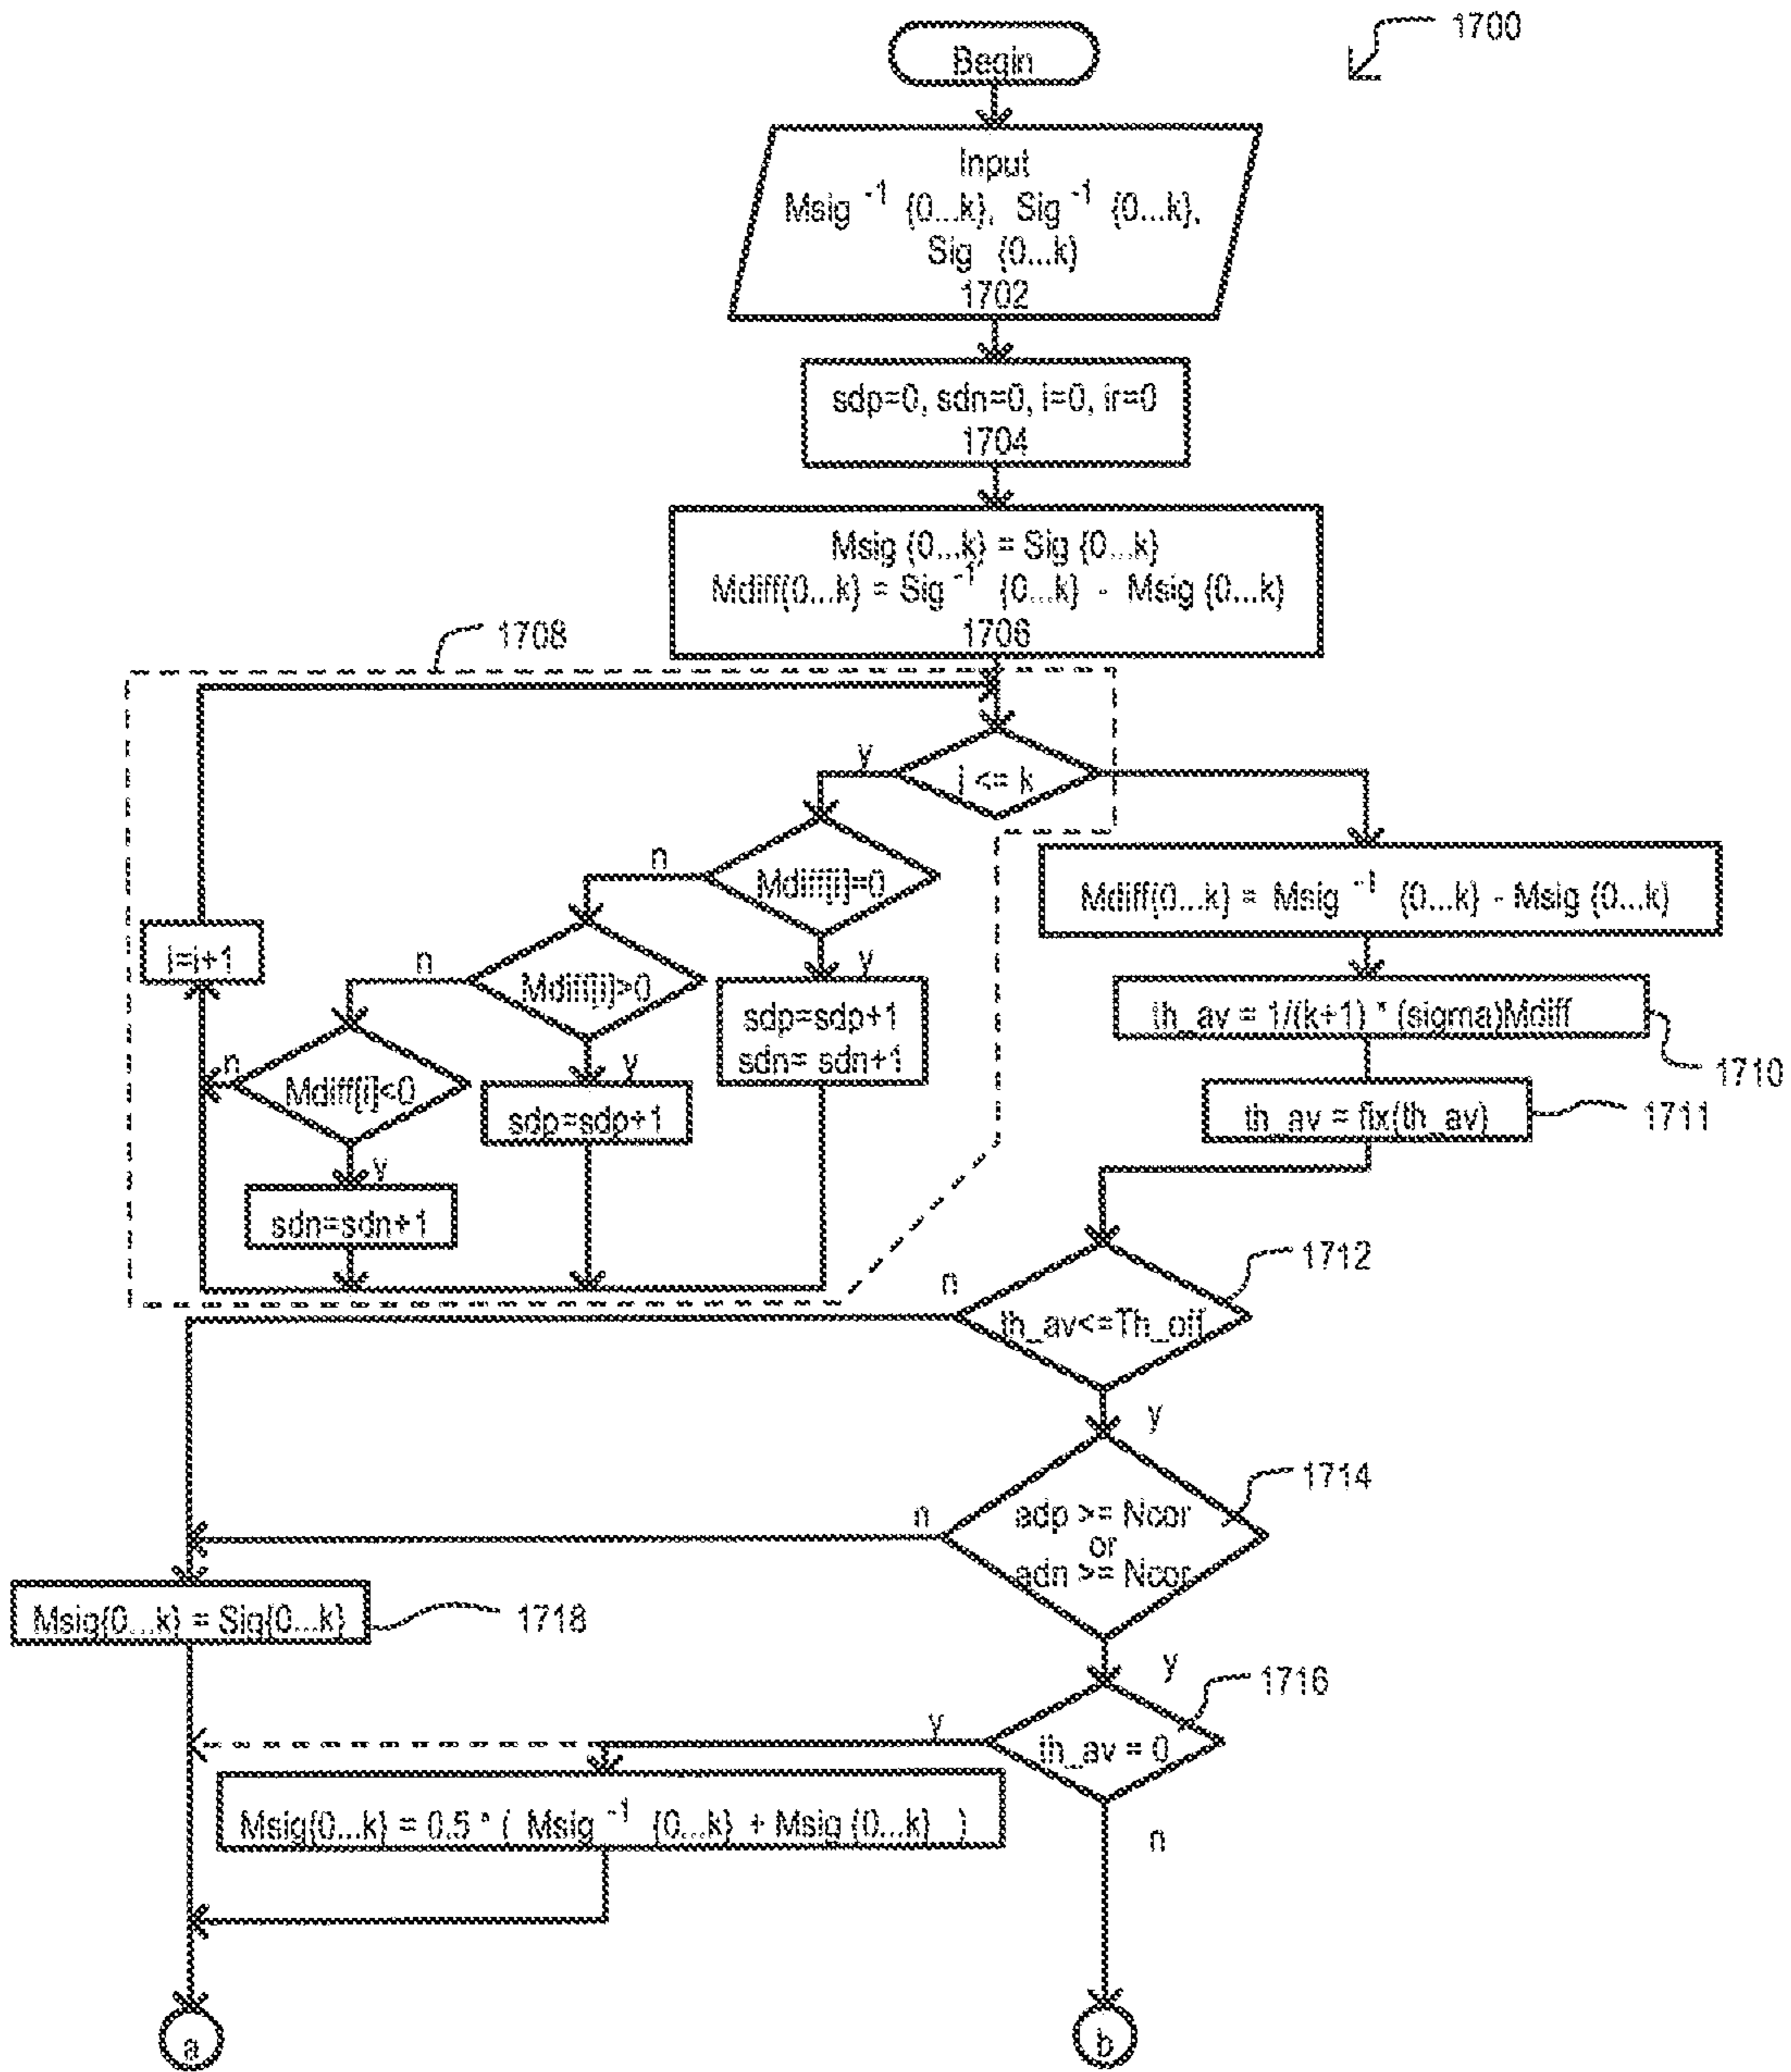 1700
Begin
Input
Msig -1 {0...k}, Sig -1 {0...k},
Sig {0...k}
1702
sdp=0, sdn=0, i=0, ir=0
1704
Msig {0...k} = Sig {0...k}
Mdiff{0...k} = Sig -1 {0...k} - Msig {0...k}
1706
1708
y
i <= k
n
Mdiff[i]=0
Mdiff{0...k} = Msig -1 {0...k} - Msig {0...k}
i=i+1
n
Mdiff[i]>0
y
sdp=sdp+1
sdn= sdn+1
th_av = 1/(k+1) * (sigma)Mdiff
1710
n
Mdiff[i]<0
y
sdp=sdp+1
th_av = fix(th_av)
1711
y
sdn=sdn+1
1712
n
th_av<=Th_off
y
1714
n
adp >= Ncor
or
adn >= Ncor
Msig{0...k} = Sig{0...k}
1718
y
1716
y
th_av = 0
Msig{0...k} = 0.5 * ( Msig -1 {0...k} + Msig {0...k} )
n
a
b